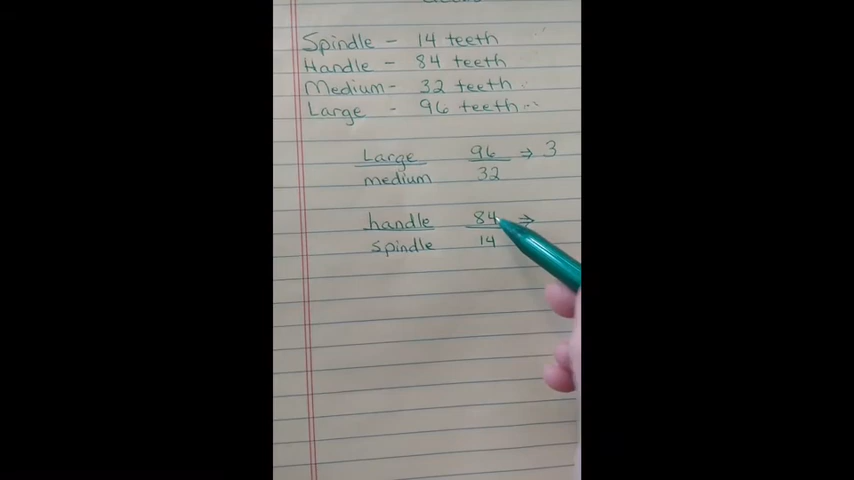 Spindle - 14 teeth
Handle - 84 teeth
Medium - 32 teeth
Large - 96 teeth
Large 96 ⇒ 3
medium 32
handle 84 ⇒
spindle 14